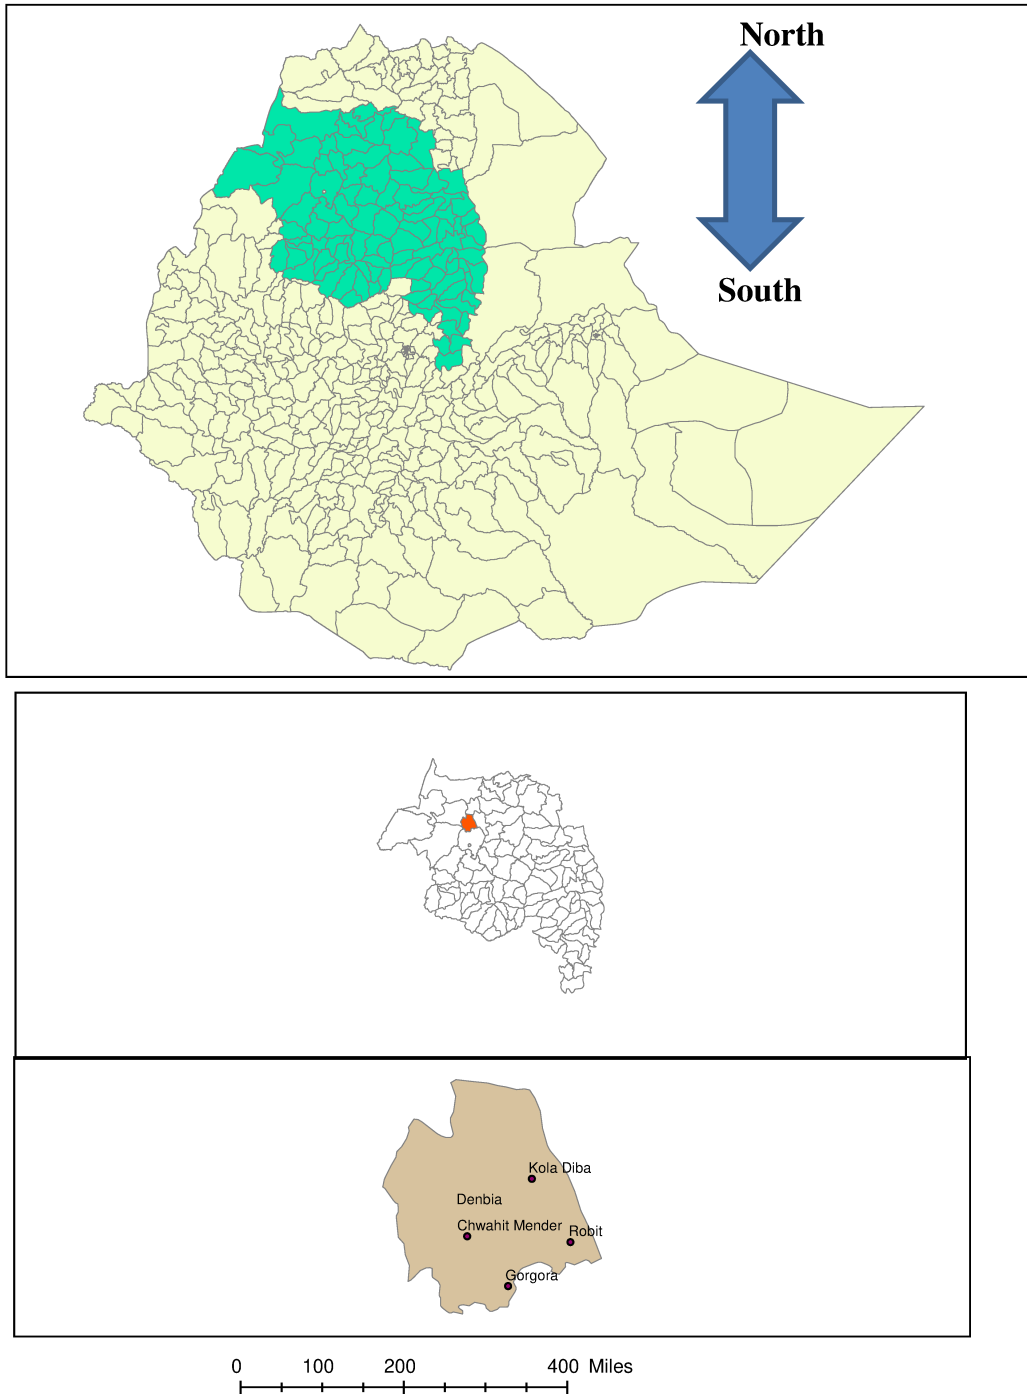 North
South
Kola Diba
Denbia
Chwahit Mender
Robit
Gorgora
0 100 200 400 Miles